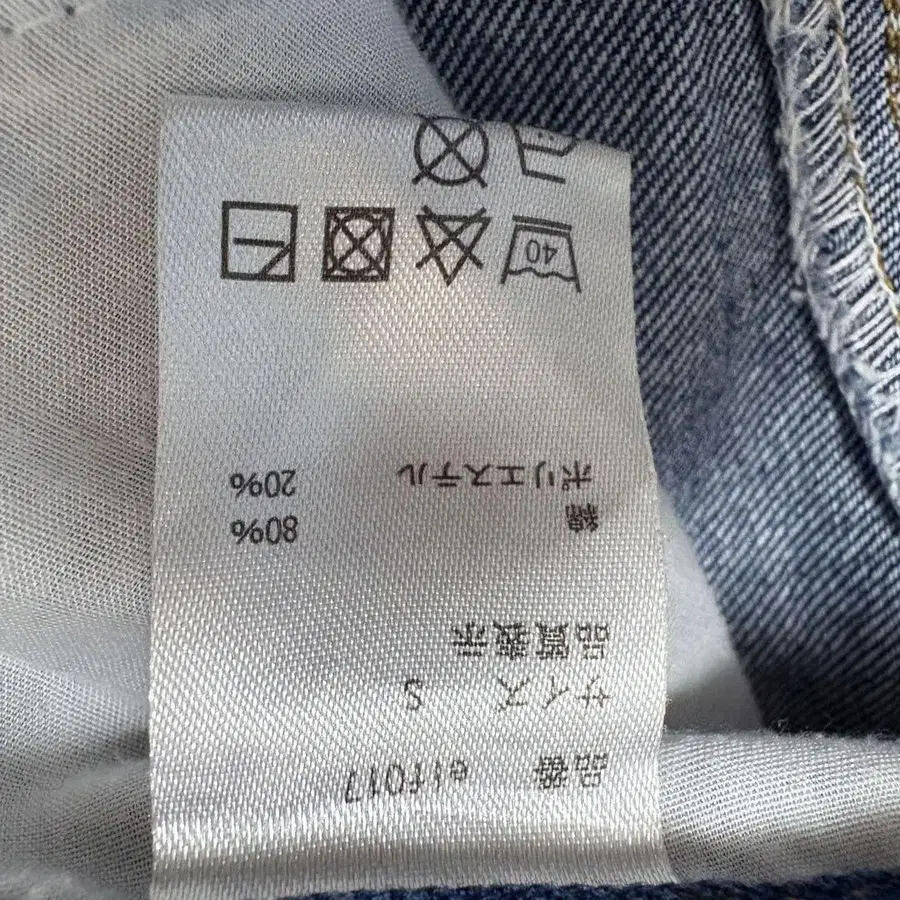 品番 elf017
サイズ S
品質表示
綿 80%
ポリエステル 20%
40